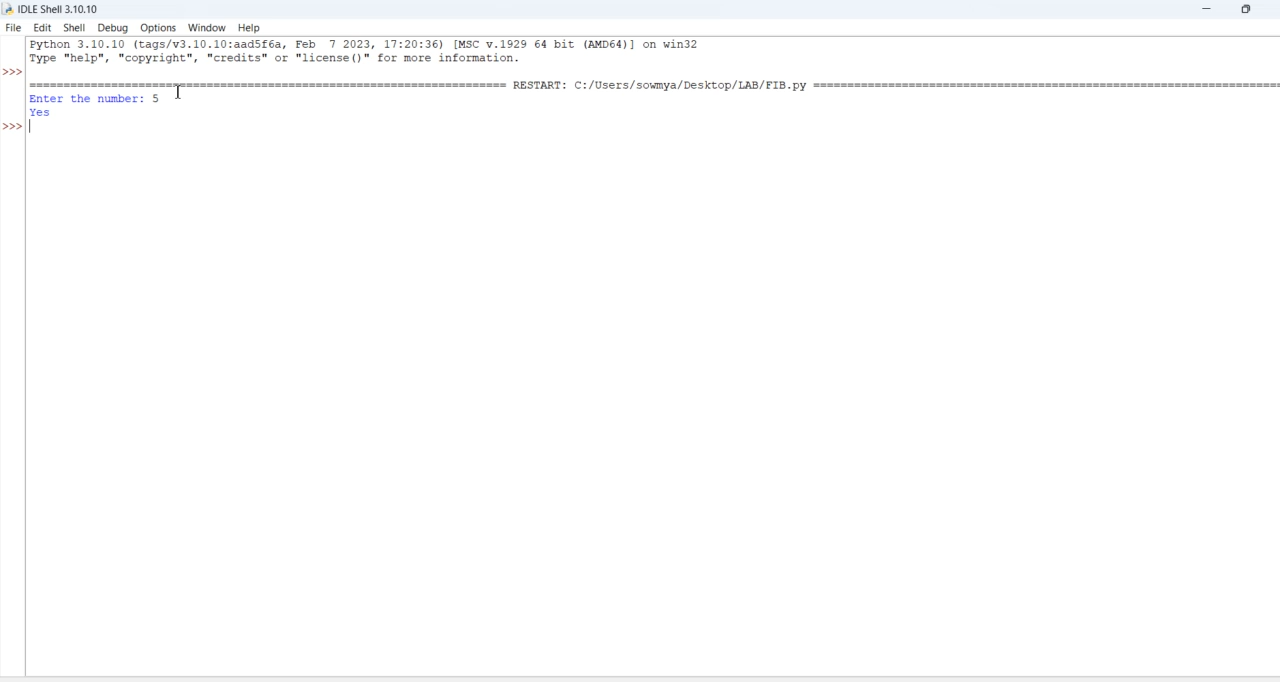 IDLE Shell 3.10.10
File Edit Shell Debug Options Window Help
Python 3.10.10 (tags/v3.10.10:aad5f6a, Feb  7 2023, 17:20:36) [MSC v.1929 64 bit (AMD64)] on win32
Type "help", "copyright", "credits" or "license()" for more information.
>>>
====================================================================== RESTART: C:/Users/sowmya/Desktop/LAB/FIB.py =====================================================================
Enter the number: 5
Yes
>>>